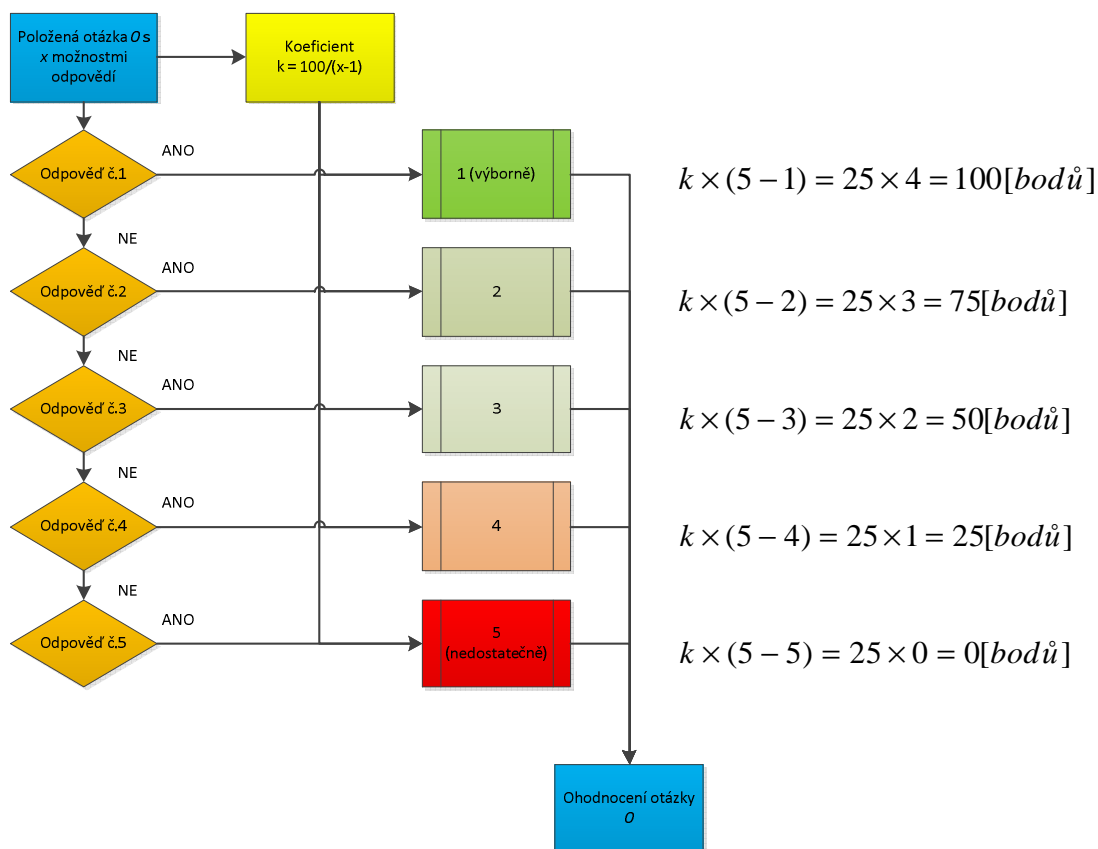 Položená otázka O s
x možnostmi
odpovědí
Koeficient
k = 100/(x-1)
Odpověď č.1
ANO
1 (výborně)
k × (5 − 1) = 25 × 4 = 100[bodů]
NE
Odpověď č.2
ANO
2
k × (5 − 2) = 25 × 3 = 75[bodů]
NE
Odpověď č.3
ANO
3
k × (5 − 3) = 25 × 2 = 50[bodů]
NE
Odpověď č.4
ANO
4
k × (5 − 4) = 25 × 1 = 25[bodů]
NE
Odpověď č.5
ANO
5
(nedostatečně)
k × (5 − 5) = 25 × 0 = 0[bodů]
Ohodnocení otázky
O